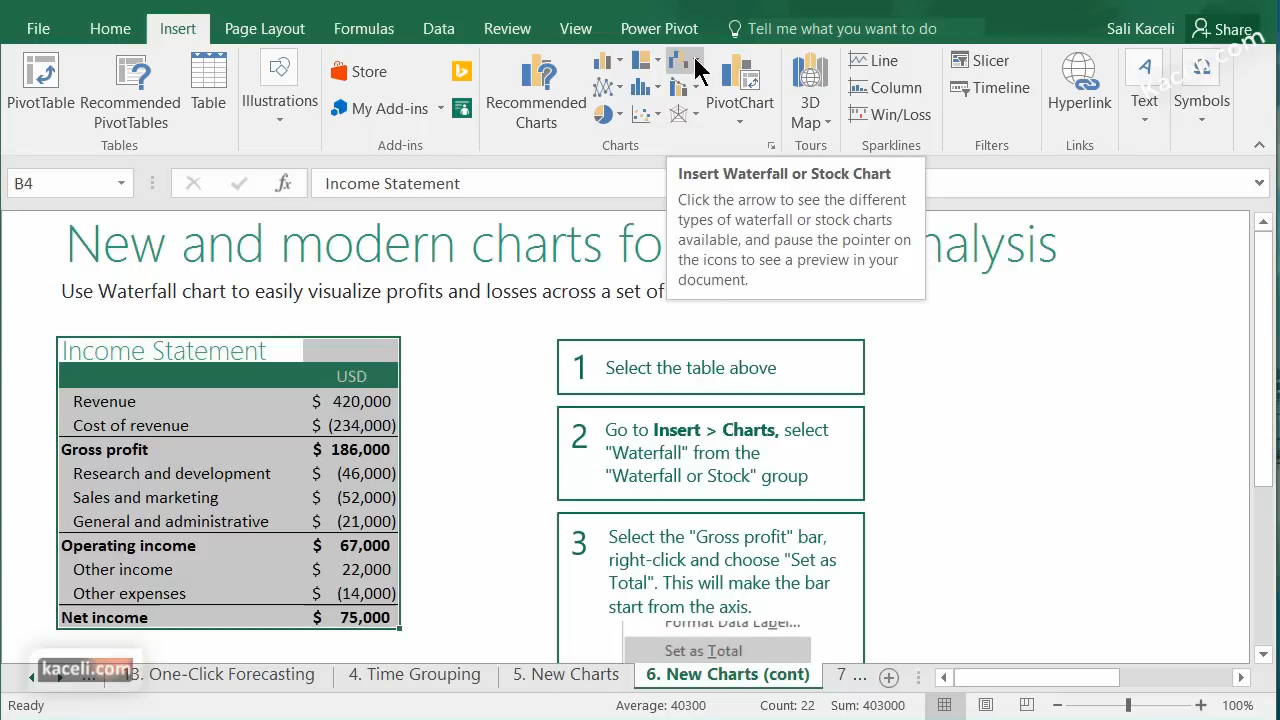 File Home Insert Page Layout Formulas Data Review View Power Pivot Tell me what you want to do Sali Kaceli Share
kaceli.com
PivotTable
Recommended
PivotTables
Table
Illustrations
Store
My Add-ins
Recommended
Charts
PivotChart
3D
Map
Line
Column
Win/Loss
Slicer
Timeline
Hyperlink
A
Text
Ω
Symbols
Tables Add-ins Charts Tours Sparklines Filters Links
B4 fx Income Statement
Insert Waterfall or Stock Chart
Click the arrow to see the different
types of waterfall or stock charts
available, and pause the pointer on
the icons to see a preview in your
document.
New and modern charts fo nalysis
Use Waterfall chart to easily visualize profits and losses across a set of
Income Statement
USD
Revenue $ 420,000
Cost of revenue $ (234,000)
Gross profit $ 186,000
Research and development $ (46,000)
Sales and marketing $ (52,000)
General and administrative $ (21,000)
Operating income $ 67,000
Other income $ 22,000
Other expenses $ (14,000)
Net income $ 75,000
1 Select the table above
2 Go to Insert > Charts, select
"Waterfall" from the
"Waterfall or Stock" group
3 Select the "Gross profit" bar,
right-click and choose "Set as
Total". This will make the bar
start from the axis.
Format Data Label...
Set as Total
kaceli.com
... 3. One-Click Forecasting 4. Time Grouping 5. New Charts 6. New Charts (cont) 7 ...
Ready Average: 40300 Count: 22 Sum: 403000 100%